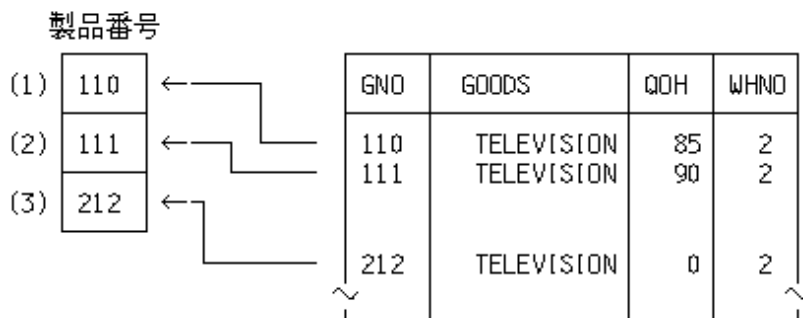 製品番号
(1) 110
(2) 111
(3) 212
GNO GOODS QOH WHNO
110 TELEVISION 85 2
111 TELEVISION 90 2
212 TELEVISION 0 2